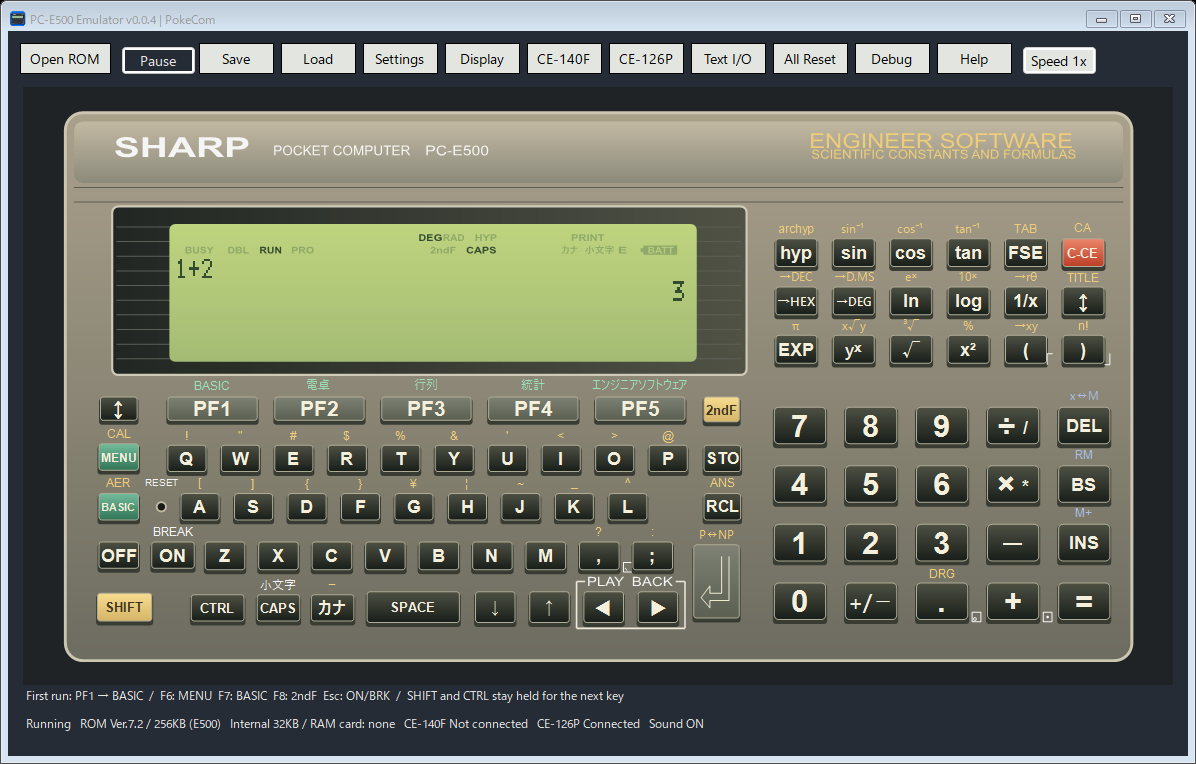 PC-E500 Emulator v0.0.4 | PokeCom
Open ROM Pause Save Load Settings Display CE-140F CE-126P Text I/O All Reset Debug Help Speed 1x
SHARP POCKET COMPUTER PC-E500
ENGINEER SOFTWARE
SCIENTIFIC CONSTANTS AND FORMULAS
DEG RAD HYP PRINT
BUSY DBL RUN PRO 2ndF CAPS カナ 小文字 E BATT
1+2
3
archyp sin⁻¹ cos⁻¹ tan⁻¹ TAB CA
hyp sin cos tan FSE C-CE
→DEC →D.MS eˣ 10ˣ →rθ TITLE
→HEX →DEG ln log 1/x ↕
π x√y ³√ % →xy n!
EXP yˣ √ x² ( )
BASIC 電卓 行列 統計 エンジニアソフトウェア
↕ PF1 PF2 PF3 PF4 PF5 2ndF
CAL ! " # $ % & ' < > @
MENU Q W E R T Y U I O P STO
AER RESET [ ] { } ¥ ¦ ~ _ ^ ANS
BASIC A S D F G H J K L RCL
BREAK ? : P↔NP
OFF ON Z X C V B N M , ;
小文字 – PLAY BACK
SHIFT CTRL CAPS カナ SPACE ↓ ↑ ◀ ▶
x↔M
7 8 9 ÷ / DEL
RM
4 5 6 × * BS
M+
1 2 3 — INS
DRG
0 +/− . + =
First run: PF1 → BASIC / F6: MENU F7: BASIC F8: 2ndF Esc: ON/BRK / SHIFT and CTRL stay held for the next key
Running ROM Ver.7.2 / 256KB (E500) Internal 32KB / RAM card: none CE-140F Not connected CE-126P Connected Sound ON